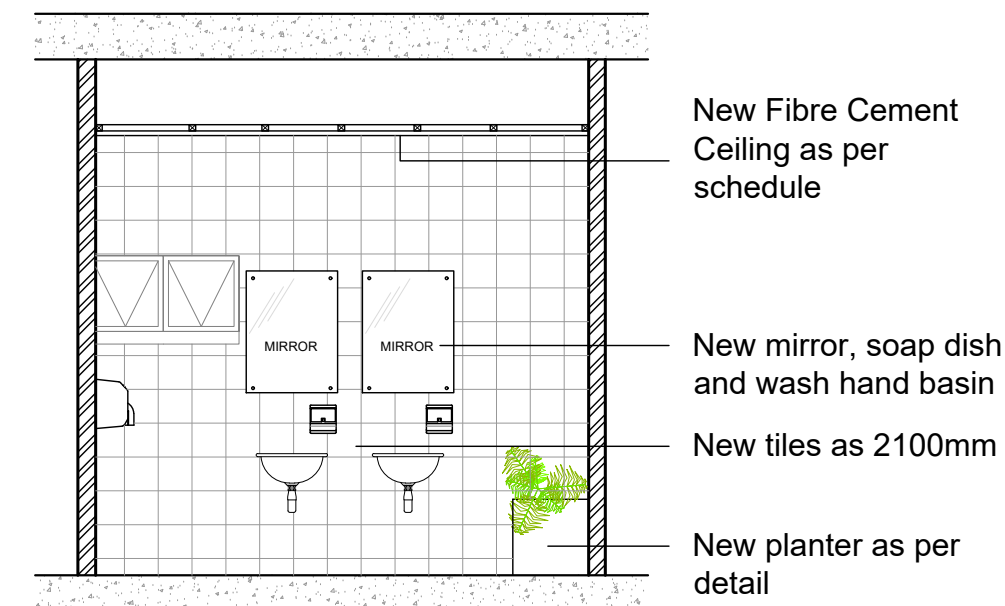 New Fibre Cement
Ceiling as per
schedule
MIRROR
MIRROR
New mirror, soap dish
and wash hand basin
New tiles as 2100mm
New planter as per
detail